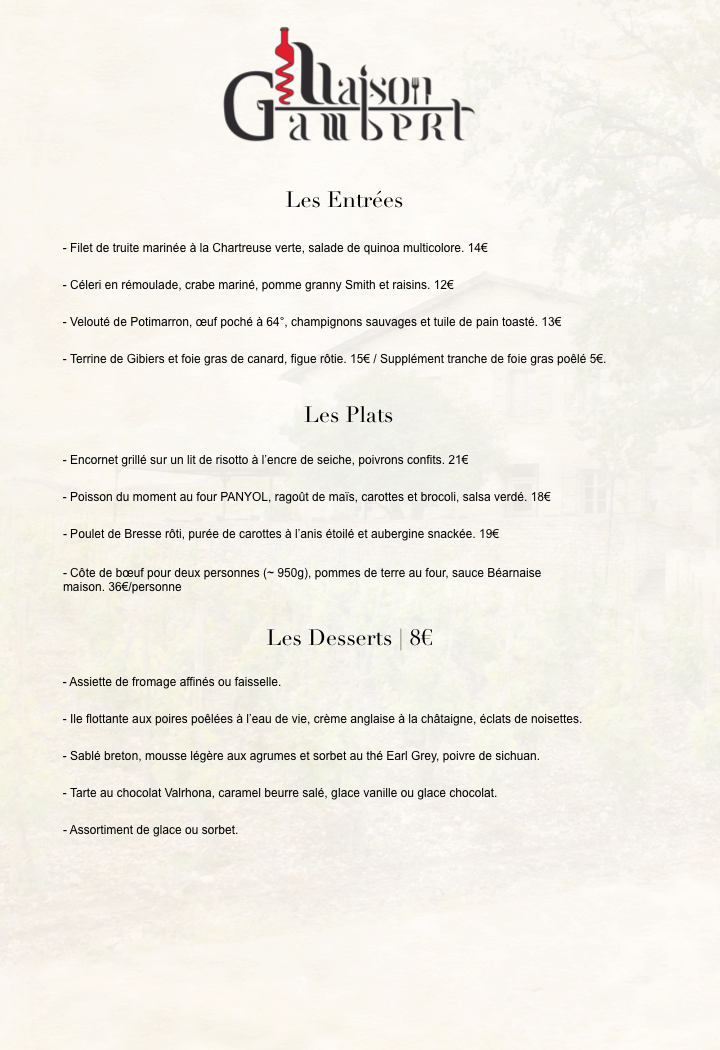 Maison
Gambert
Les Entrées
- Filet de truite marinée à la Chartreuse verte, salade de quinoa multicolore. 14€
- Céleri en rémoulade, crabe mariné, pomme granny Smith et raisins. 12€
- Velouté de Potimarron, œuf poché à 64°, champignons sauvages et tuile de pain toasté. 13€
- Terrine de Gibiers et foie gras de canard, figue rôtie. 15€ / Supplément tranche de foie gras poêlé 5€.
Les Plats
- Encornet grillé sur un lit de risotto à l'encre de seiche, poivrons confits. 21€
- Poisson du moment au four PANYOL, ragoût de maïs, carottes et brocoli, salsa verdé. 18€
- Poulet de Bresse rôti, purée de carottes à l'anis étoilé et aubergine snackée. 19€
- Côte de bœuf pour deux personnes (~ 950g), pommes de terre au four, sauce Béarnaise
maison. 36€/personne
Les Desserts | 8€
- Assiette de fromage affinés ou faisselle.
- Ile flottante aux poires poêlées à l'eau de vie, crème anglaise à la châtaigne, éclats de noisettes.
- Sablé breton, mousse légère aux agrumes et sorbet au thé Earl Grey, poivre de sichuan.
- Tarte au chocolat Valrhona, caramel beurre salé, glace vanille ou glace chocolat.
- Assortiment de glace ou sorbet.